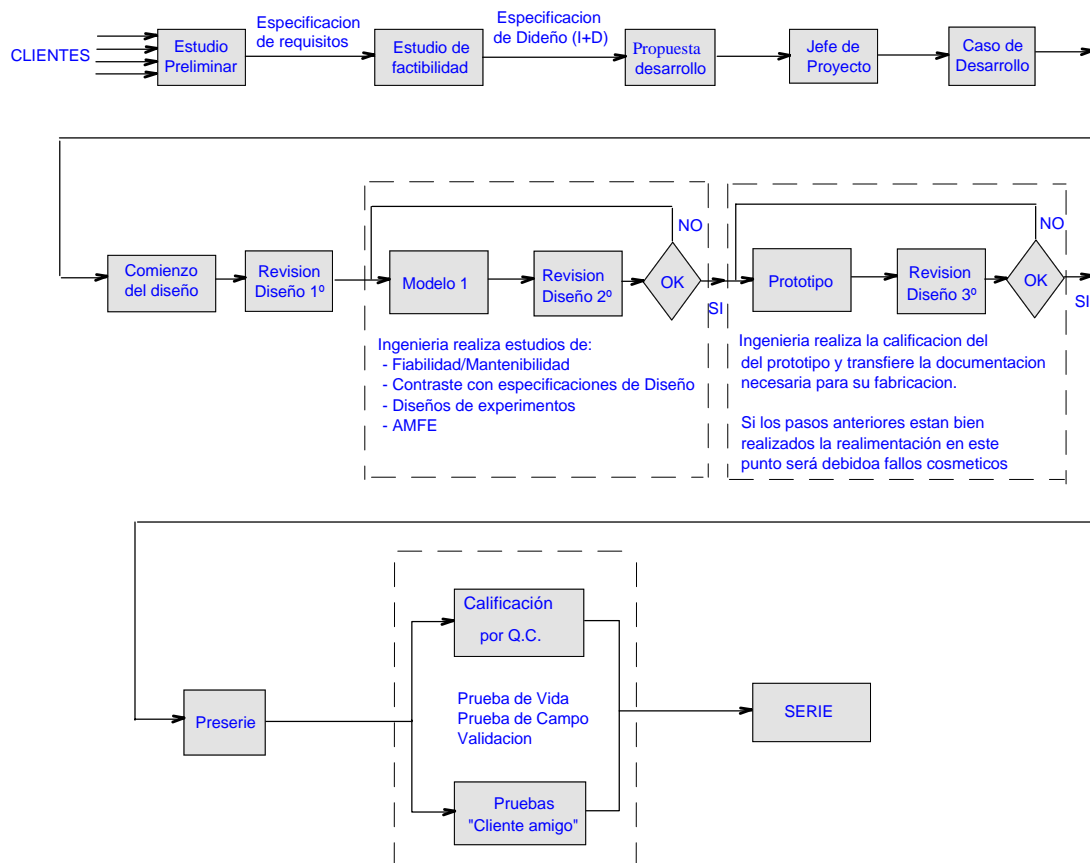 CLIENTES
Estudio
Preliminar
Especificacion
de requisitos
Estudio de
factibilidad
Especificacion
de Dideño (I+D)
Propuesta
desarrollo
Jefe de
Proyecto
Caso de
Desarrollo
Comienzo
del diseño
Revision
Diseño 1º
Modelo 1
Revision
Diseño 2º
OK
NO
SI
Prototipo
Revision
Diseño 3º
OK
NO
SI
Ingenieria realiza estudios de:
- Fiabilidad/Mantenibilidad
- Contraste con especificaciones de Diseño
- Diseños de experimentos
- AMFE
Ingenieria realiza la calificacion del
del prototipo y transfiere la documentacion
necesaria para su fabricacion.
Si los pasos anteriores estan bien
realizados la realimentación en este
punto será debidoa fallos cosmeticos
Preserie
Calificación
por Q.C.
Prueba de Vida
Prueba de Campo
Validacion
Pruebas
"Cliente amigo"
SERIE